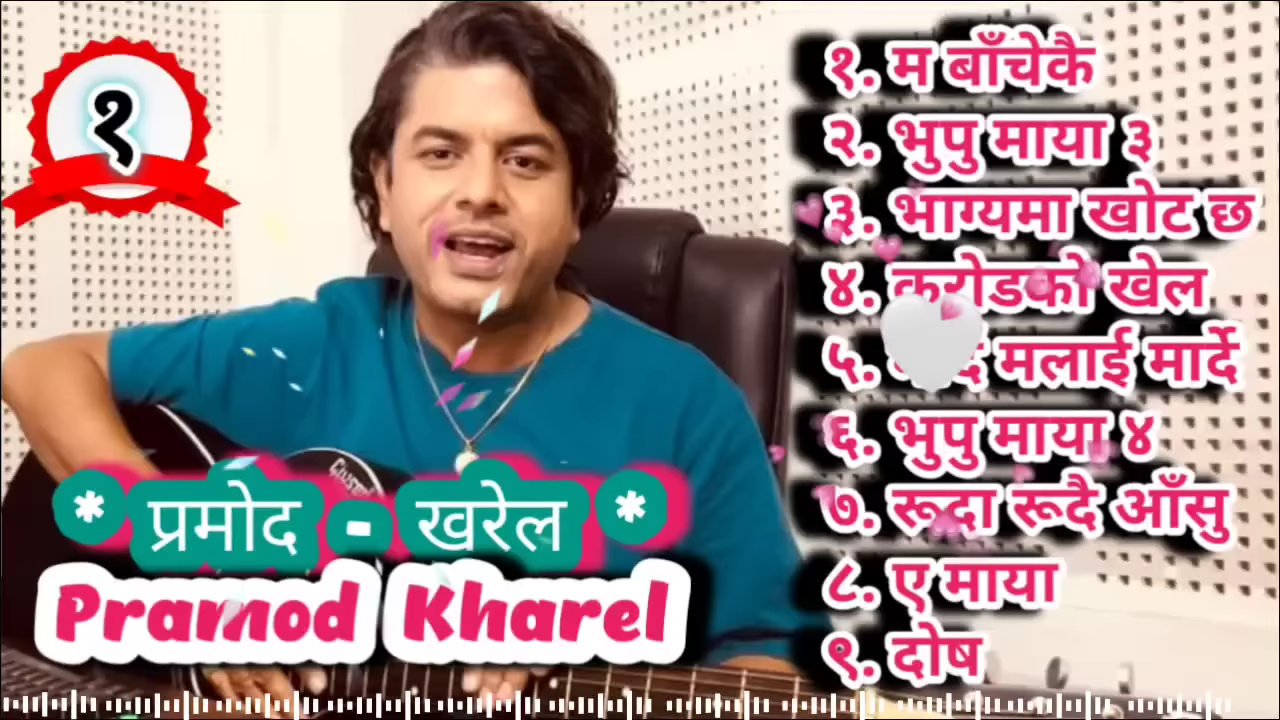 १
* प्रमोद - खरेल *
Pramod Kharel
१. म बाँचेकै
२. भुपु माया ३
३. भाग्यमा खोट छ
४. करोडको खेल
५. मलाई मार्दे
६. भुपु माया ४
७. रूदा रूदै आँसु
८. ए माया
९. दोष